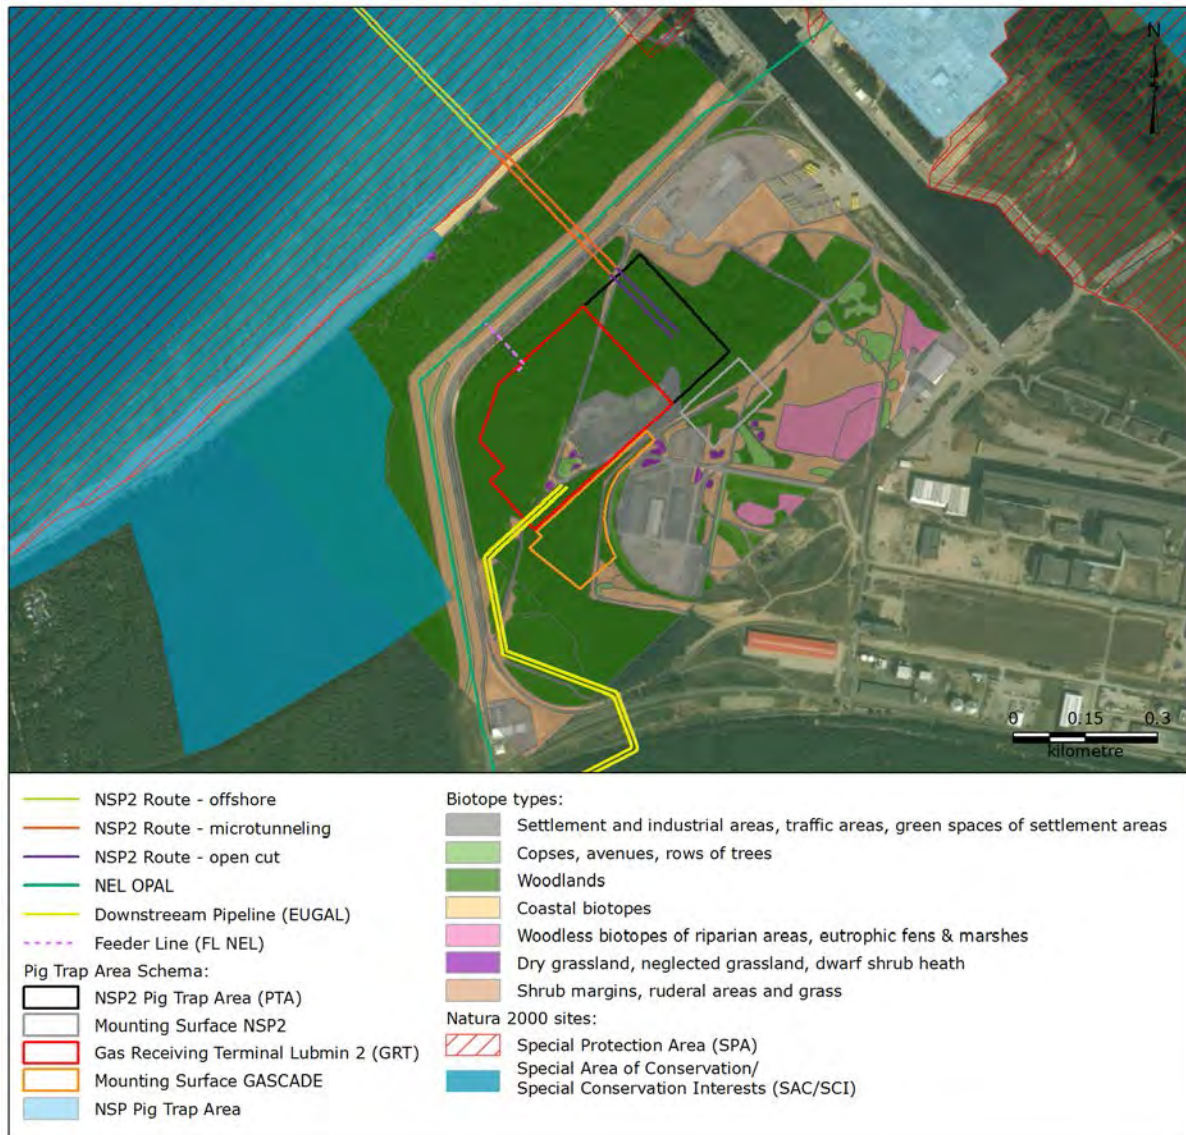 N
0 0.15 0.3
kilometre
NSP2 Route - offshore
NSP2 Route - microtunneling
NSP2 Route - open cut
NEL OPAL
Downstreeam Pipeline (EUGAL)
Feeder Line (FL NEL)
Pig Trap Area Schema:
NSP2 Pig Trap Area (PTA)
Mounting Surface NSP2
Gas Receiving Terminal Lubmin 2 (GRT)
Mounting Surface GASCADE
NSP Pig Trap Area
Biotope types:
Settlement and industrial areas, traffic areas, green spaces of settlement areas
Copses, avenues, rows of trees
Woodlands
Coastal biotopes
Woodless biotopes of riparian areas, eutrophic fens & marshes
Dry grassland, neglected grassland, dwarf shrub heath
Shrub margins, ruderal areas and grass
Natura 2000 sites:
Special Protection Area (SPA)
Special Area of Conservation/
Special Conservation Interests (SAC/SCI)